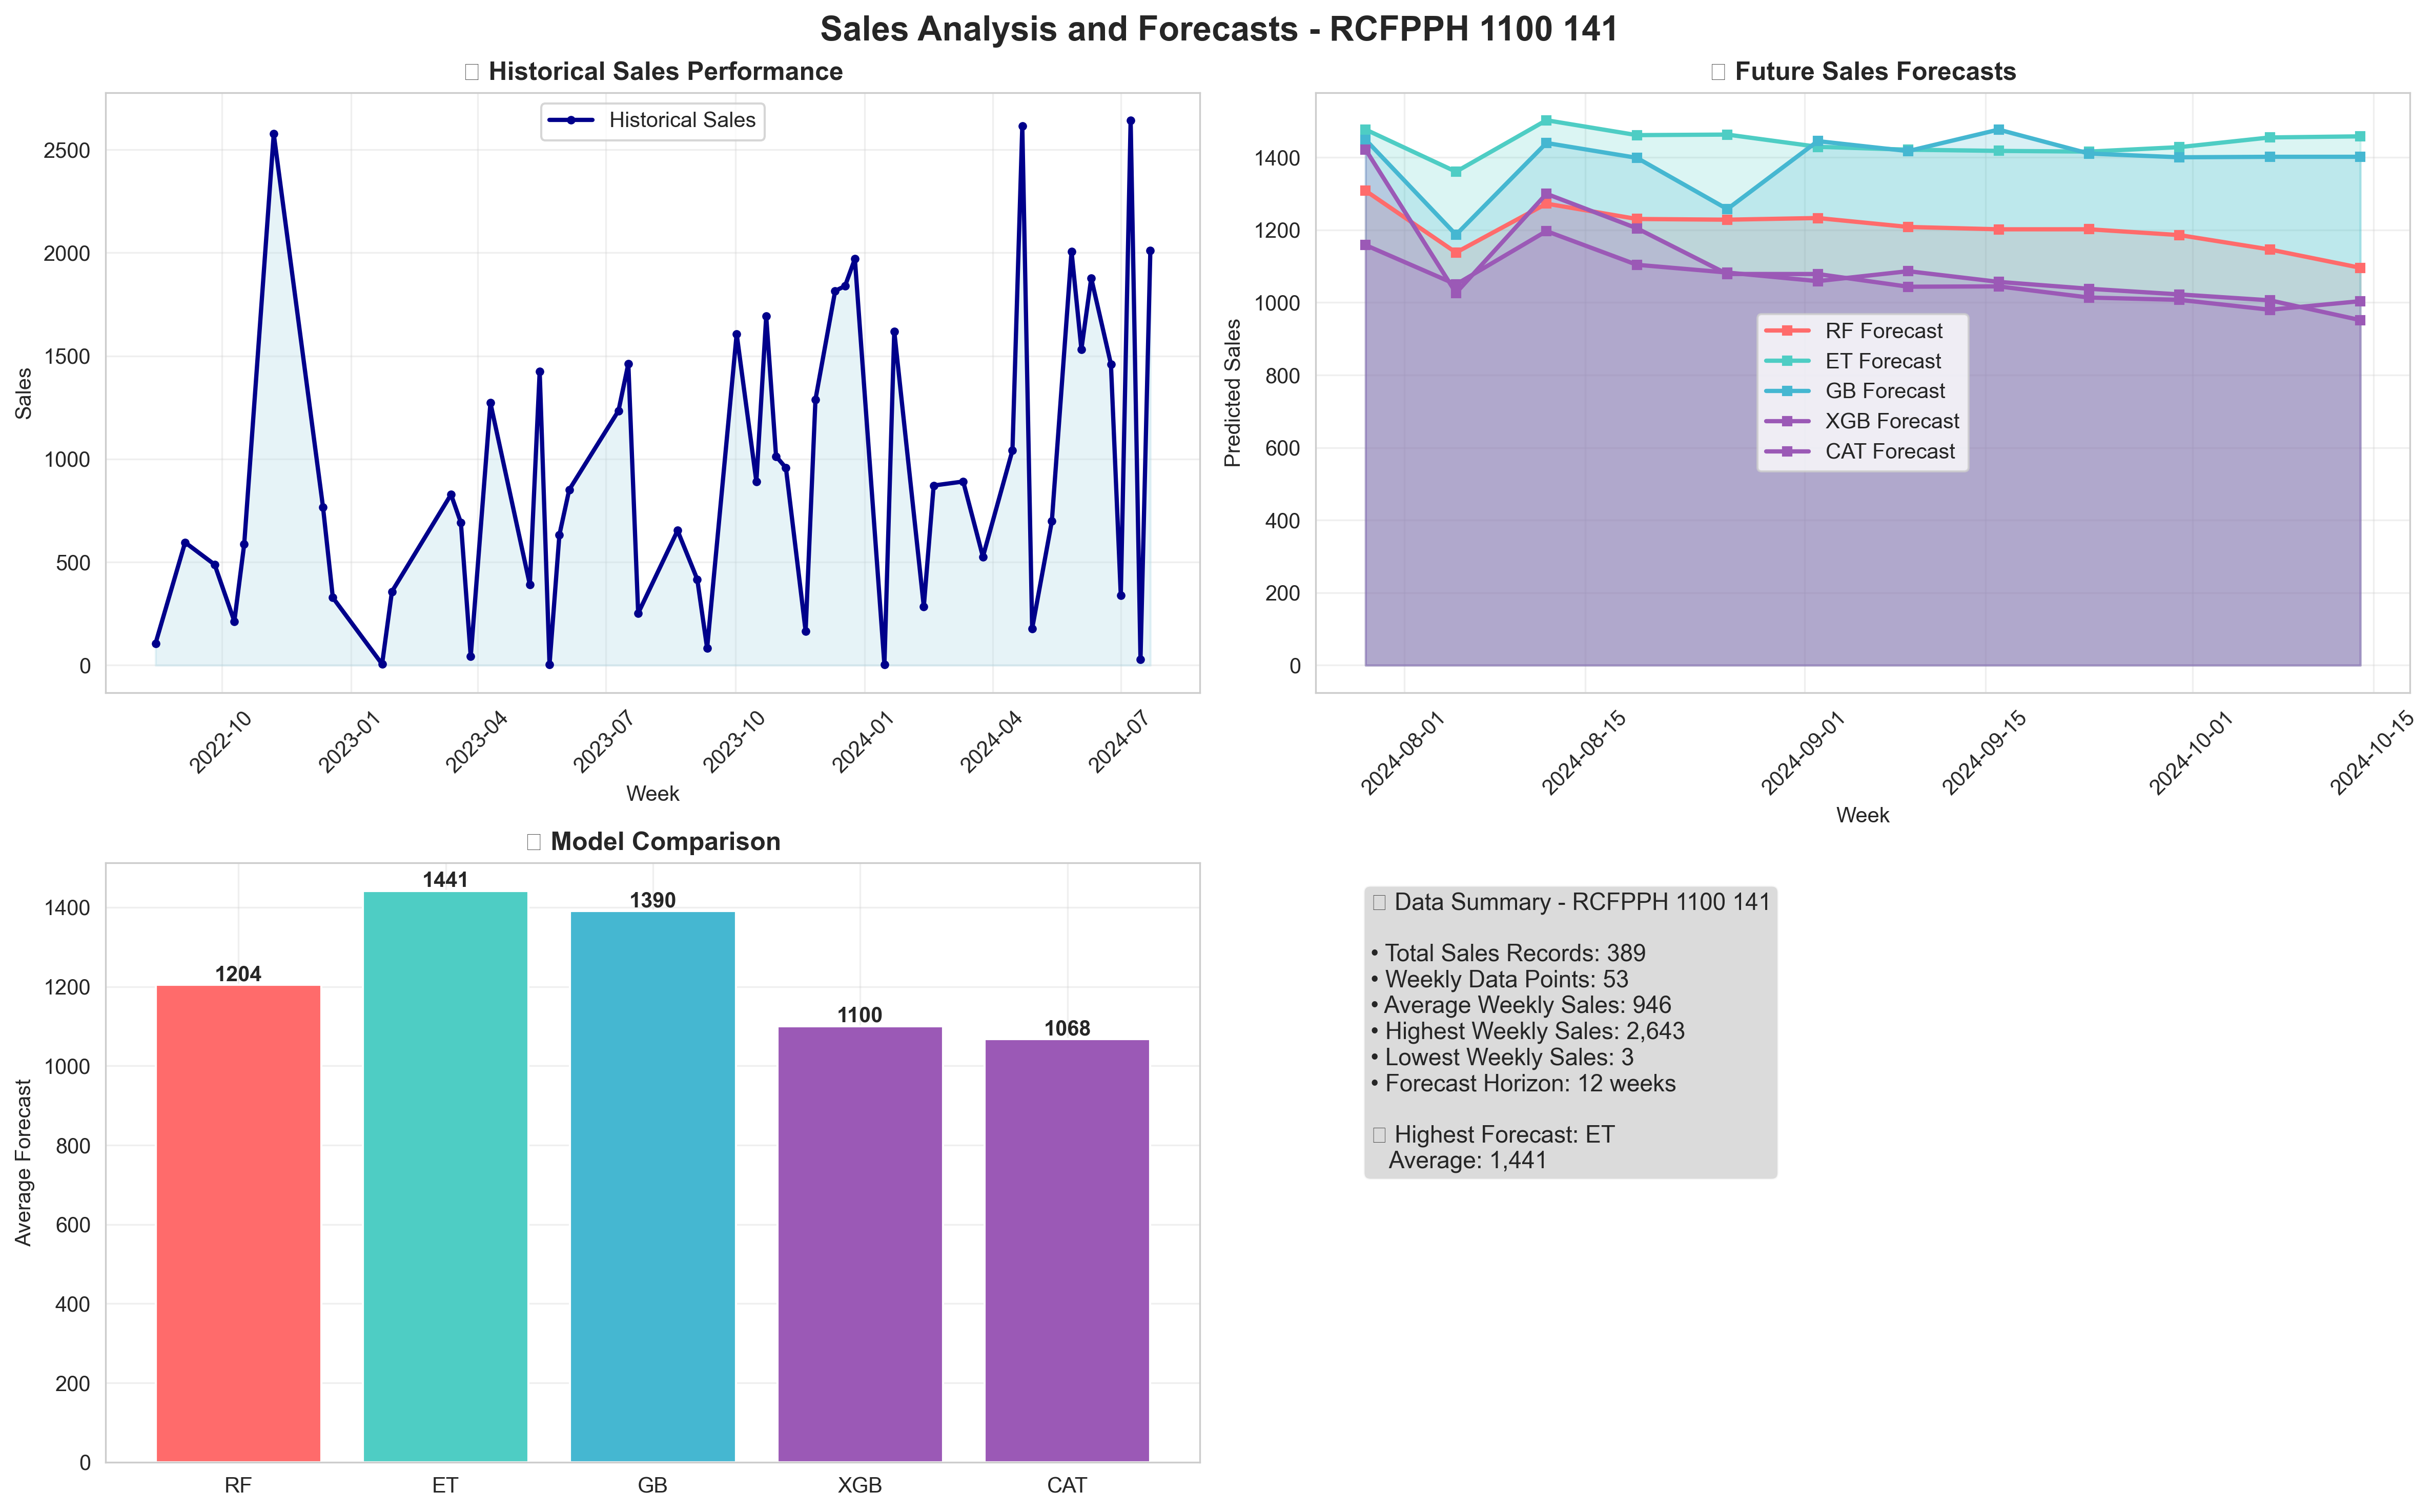 Sales Analysis and Forecasts - RCFPPH 1100 141
▯ Historical Sales Performance
Historical Sales
Sales
2500
2000
1500
1000
500
0
2022-10
2023-01
2023-04
2023-07
2023-10
2024-01
2024-04
2024-07
Week
▯ Future Sales Forecasts
Predicted Sales
1400
1200
1000
800
600
400
200
0
RF Forecast
ET Forecast
GB Forecast
XGB Forecast
CAT Forecast
2024-08-01
2024-08-15
2024-09-01
2024-09-15
2024-10-01
2024-10-15
Week
▯ Model Comparison
Average Forecast
1400
1200
1000
800
600
400
200
0
1204
1441
1390
1100
1068
RF
ET
GB
XGB
CAT
▯ Data Summary - RCFPPH 1100 141
• Total Sales Records: 389
• Weekly Data Points: 53
• Average Weekly Sales: 946
• Highest Weekly Sales: 2,643
• Lowest Weekly Sales: 3
• Forecast Horizon: 12 weeks
▯ Highest Forecast: ET
Average: 1,441